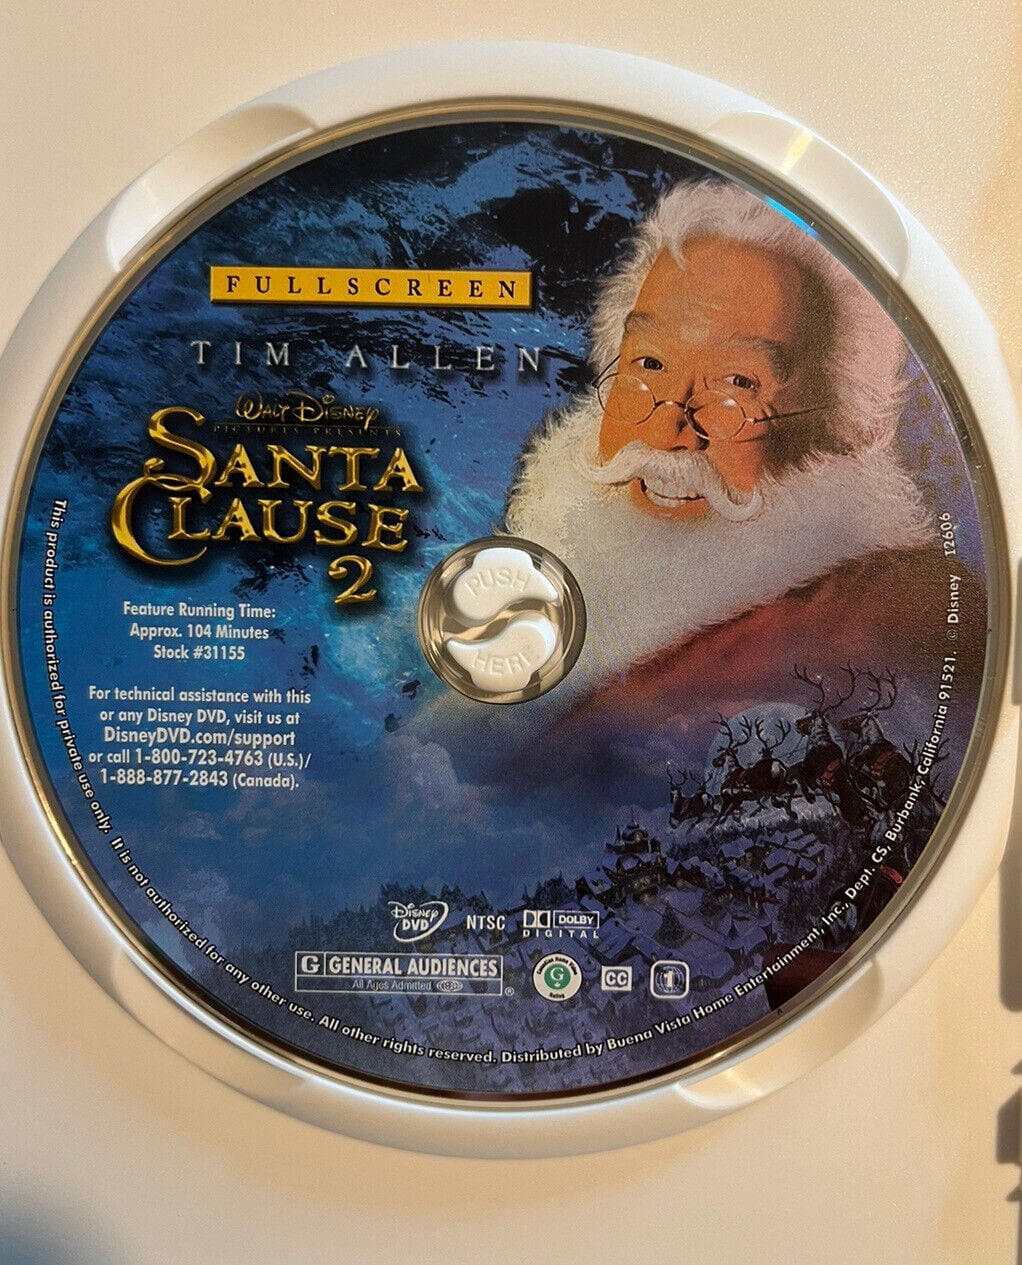 FULLSCREEN
TIM ALLEN
WALT DISNEY
PICTURES PRESENTS
SANTA
CLAUSE
2
Feature Running Time:
Approx. 104 Minutes
Stock #31155
For technical assistance with this
or any Disney DVD, visit us at
DisneyDVD.com/support
or call 1-800-723-4763 (U.S.)/
1-888-877-2843 (Canada).
PUSH
HERE
DISNEY
DVD
NTSC
DOLBY
DIGITAL
G GENERAL AUDIENCES
All Ages Admitted
®
Canadian Home Video
G
Rating
CC
1
This product is authorized for private use only. It is not authorized for any other use. All other rights reserved. Distributed by Buena Vista Home Entertainment, Inc., Dept. CS, Burbank, California 91521. © Disney 12606